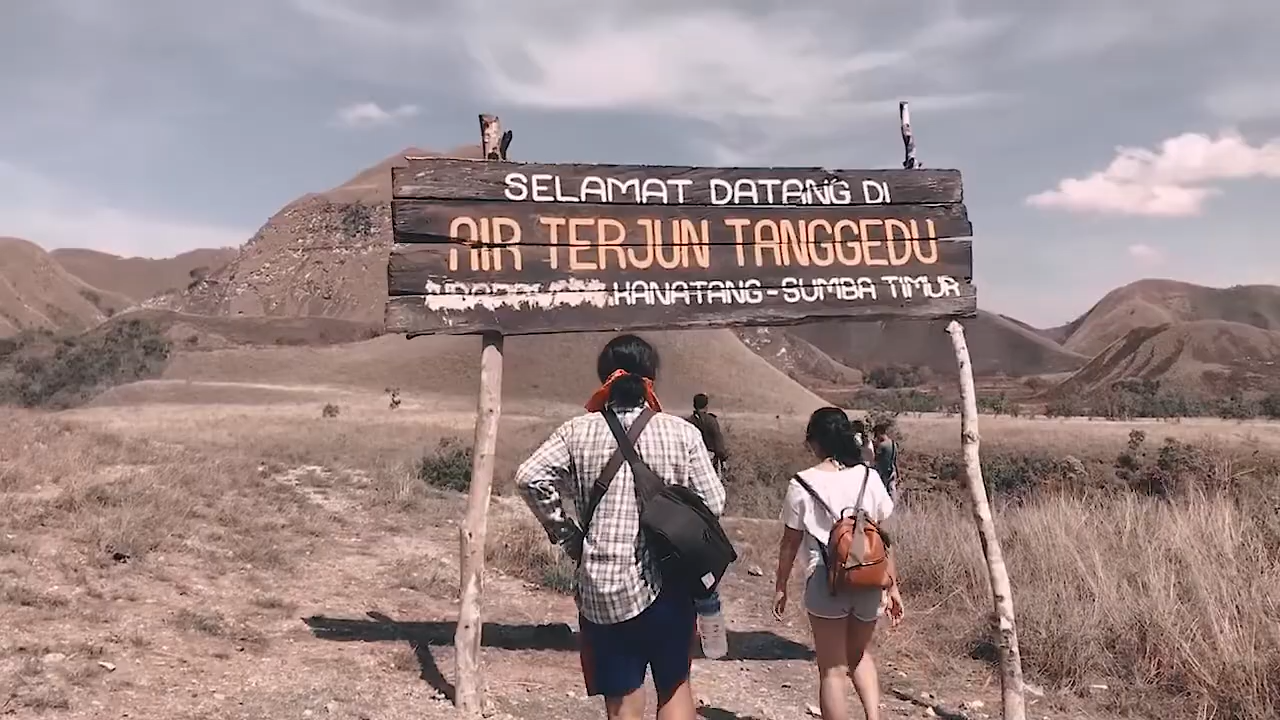 SELAMAT DATANG DI
AIR TERJUN TANGGEDU
KANATANG-SUMBA TIMUR